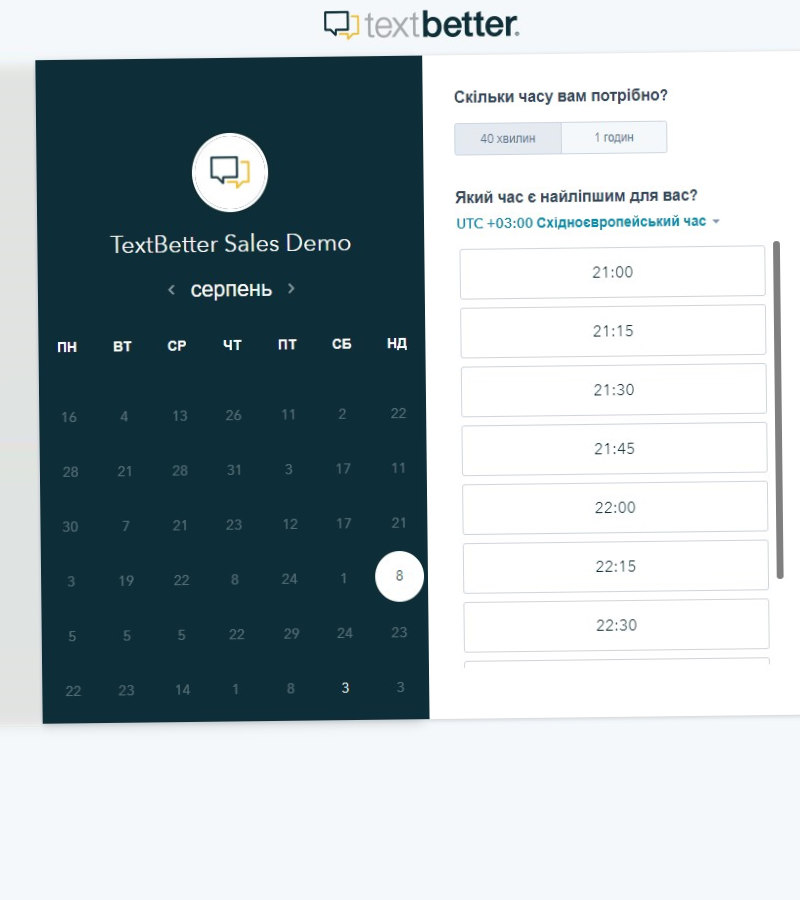 textbetter.
TextBetter Sales Demo
серпень
ПН ВТ СР ЧТ ПТ СБ НД
16 4 13 26 11 2 22
28 21 28 31 3 17 11
30 7 21 23 12 17 21
3 19 22 8 24 1 8
5 5 5 22 29 24 23
22 23 14 1 8 3 3
Скільки часу вам потрібно?
40 хвилин 1 годин
Який час є найліпшим для вас?
UTC +03:00 Східноєвропейський час
21:00
21:15
21:30
21:45
22:00
22:15
22:30